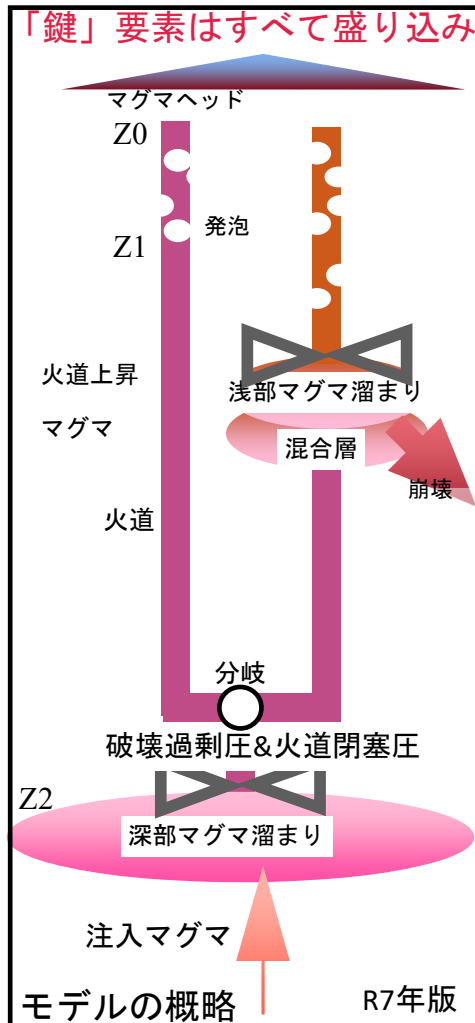 「鍵」要素はすべて盛り込み
マグマヘッド
Z0
発泡
Z1
火道上昇
マグマ
浅部マグマ溜まり
混合層
崩壊
火道
分岐
破壊過剰圧&火道閉塞圧
Z2
深部マグマ溜まり
注入マグマ
モデルの概略
R7年版